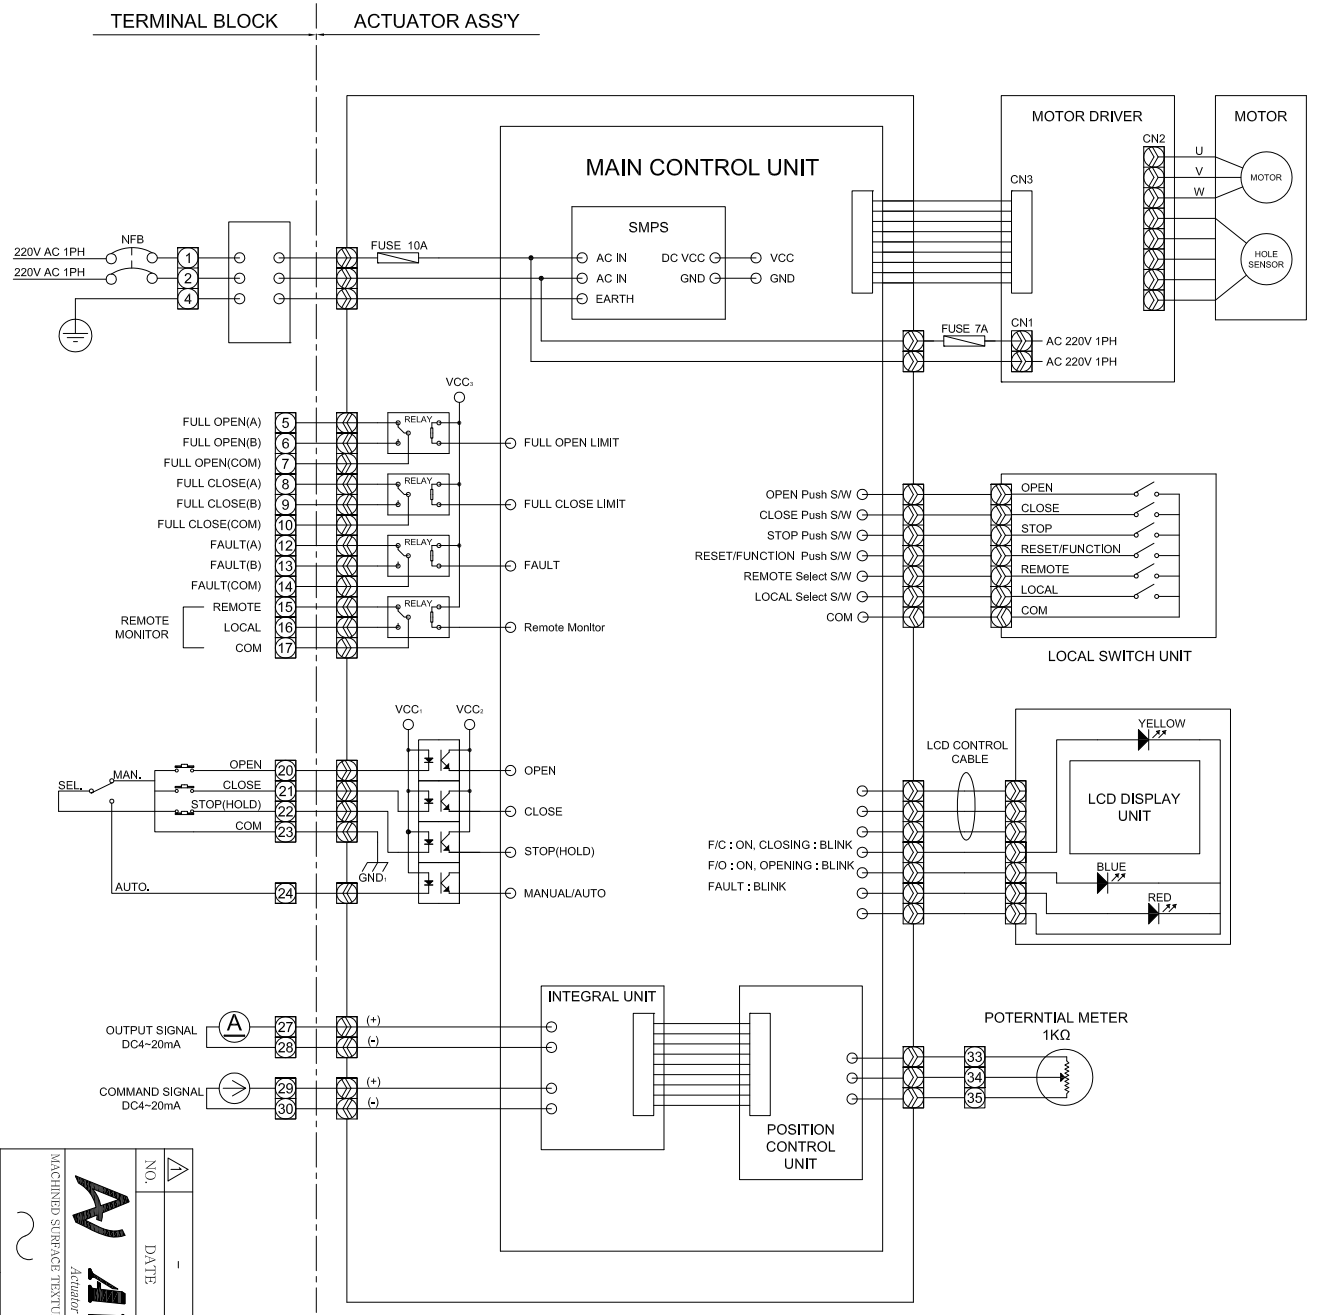 TERMINAL BLOCK
ACTUATOR ASS'Y
MAIN CONTROL UNIT
MOTOR DRIVER
MOTOR
CN2
U
V
W
MOTOR
HOLE
SENSOR
CN3
SMPS
AC IN
DC VCC
VCC
AC IN
GND
GND
EARTH
NFB
220V AC 1PH
1
FUSE 10A
220V AC 1PH
2
4
FUSE 7A
CN1
AC 220V 1PH
AC 220V 1PH
VCC₃
FULL OPEN(A)
5
RELAY
FULL OPEN(B)
6
FULL OPEN LIMIT
FULL OPEN(COM)
7
FULL CLOSE(A)
8
RELAY
FULL CLOSE(B)
9
FULL CLOSE LIMIT
FULL CLOSE(COM)
10
FAULT(A)
12
RELAY
FAULT(B)
13
FAULT
FAULT(COM)
14
REMOTE
MONITOR
REMOTE
15
RELAY
LOCAL
16
Remote Monitor
COM
17
OPEN Push S/W
OPEN
CLOSE Push S/W
CLOSE
STOP Push S/W
STOP
RESET/FUNCTION Push S/W
RESET/FUNCTION
REMOTE Select S/W
REMOTE
LOCAL Select S/W
LOCAL
COM
COM
LOCAL SWITCH UNIT
VCC₁
VCC₂
SEL.
MAN.
OPEN
20
OPEN
CLOSE
21
CLOSE
STOP(HOLD)
22
STOP(HOLD)
COM
23
GND₁
AUTO.
24
MANUAL/AUTO
LCD CONTROL
CABLE
YELLOW
LCD DISPLAY
UNIT
BLUE
RED
F/C : ON, CLOSING : BLINK
F/O : ON, OPENING : BLINK
FAULT : BLINK
OUTPUT SIGNAL
DC4~20mA
A
27
(+)
28
(-)
COMMAND SIGNAL
DC4~20mA
29
(+)
30
(-)
INTEGRAL UNIT
POSITION
CONTROL
UNIT
POTERNTIAL METER
1KΩ
33
34
35
1
-
NO.
DATE
Actuator
MACHINED SURFACE TEXTU